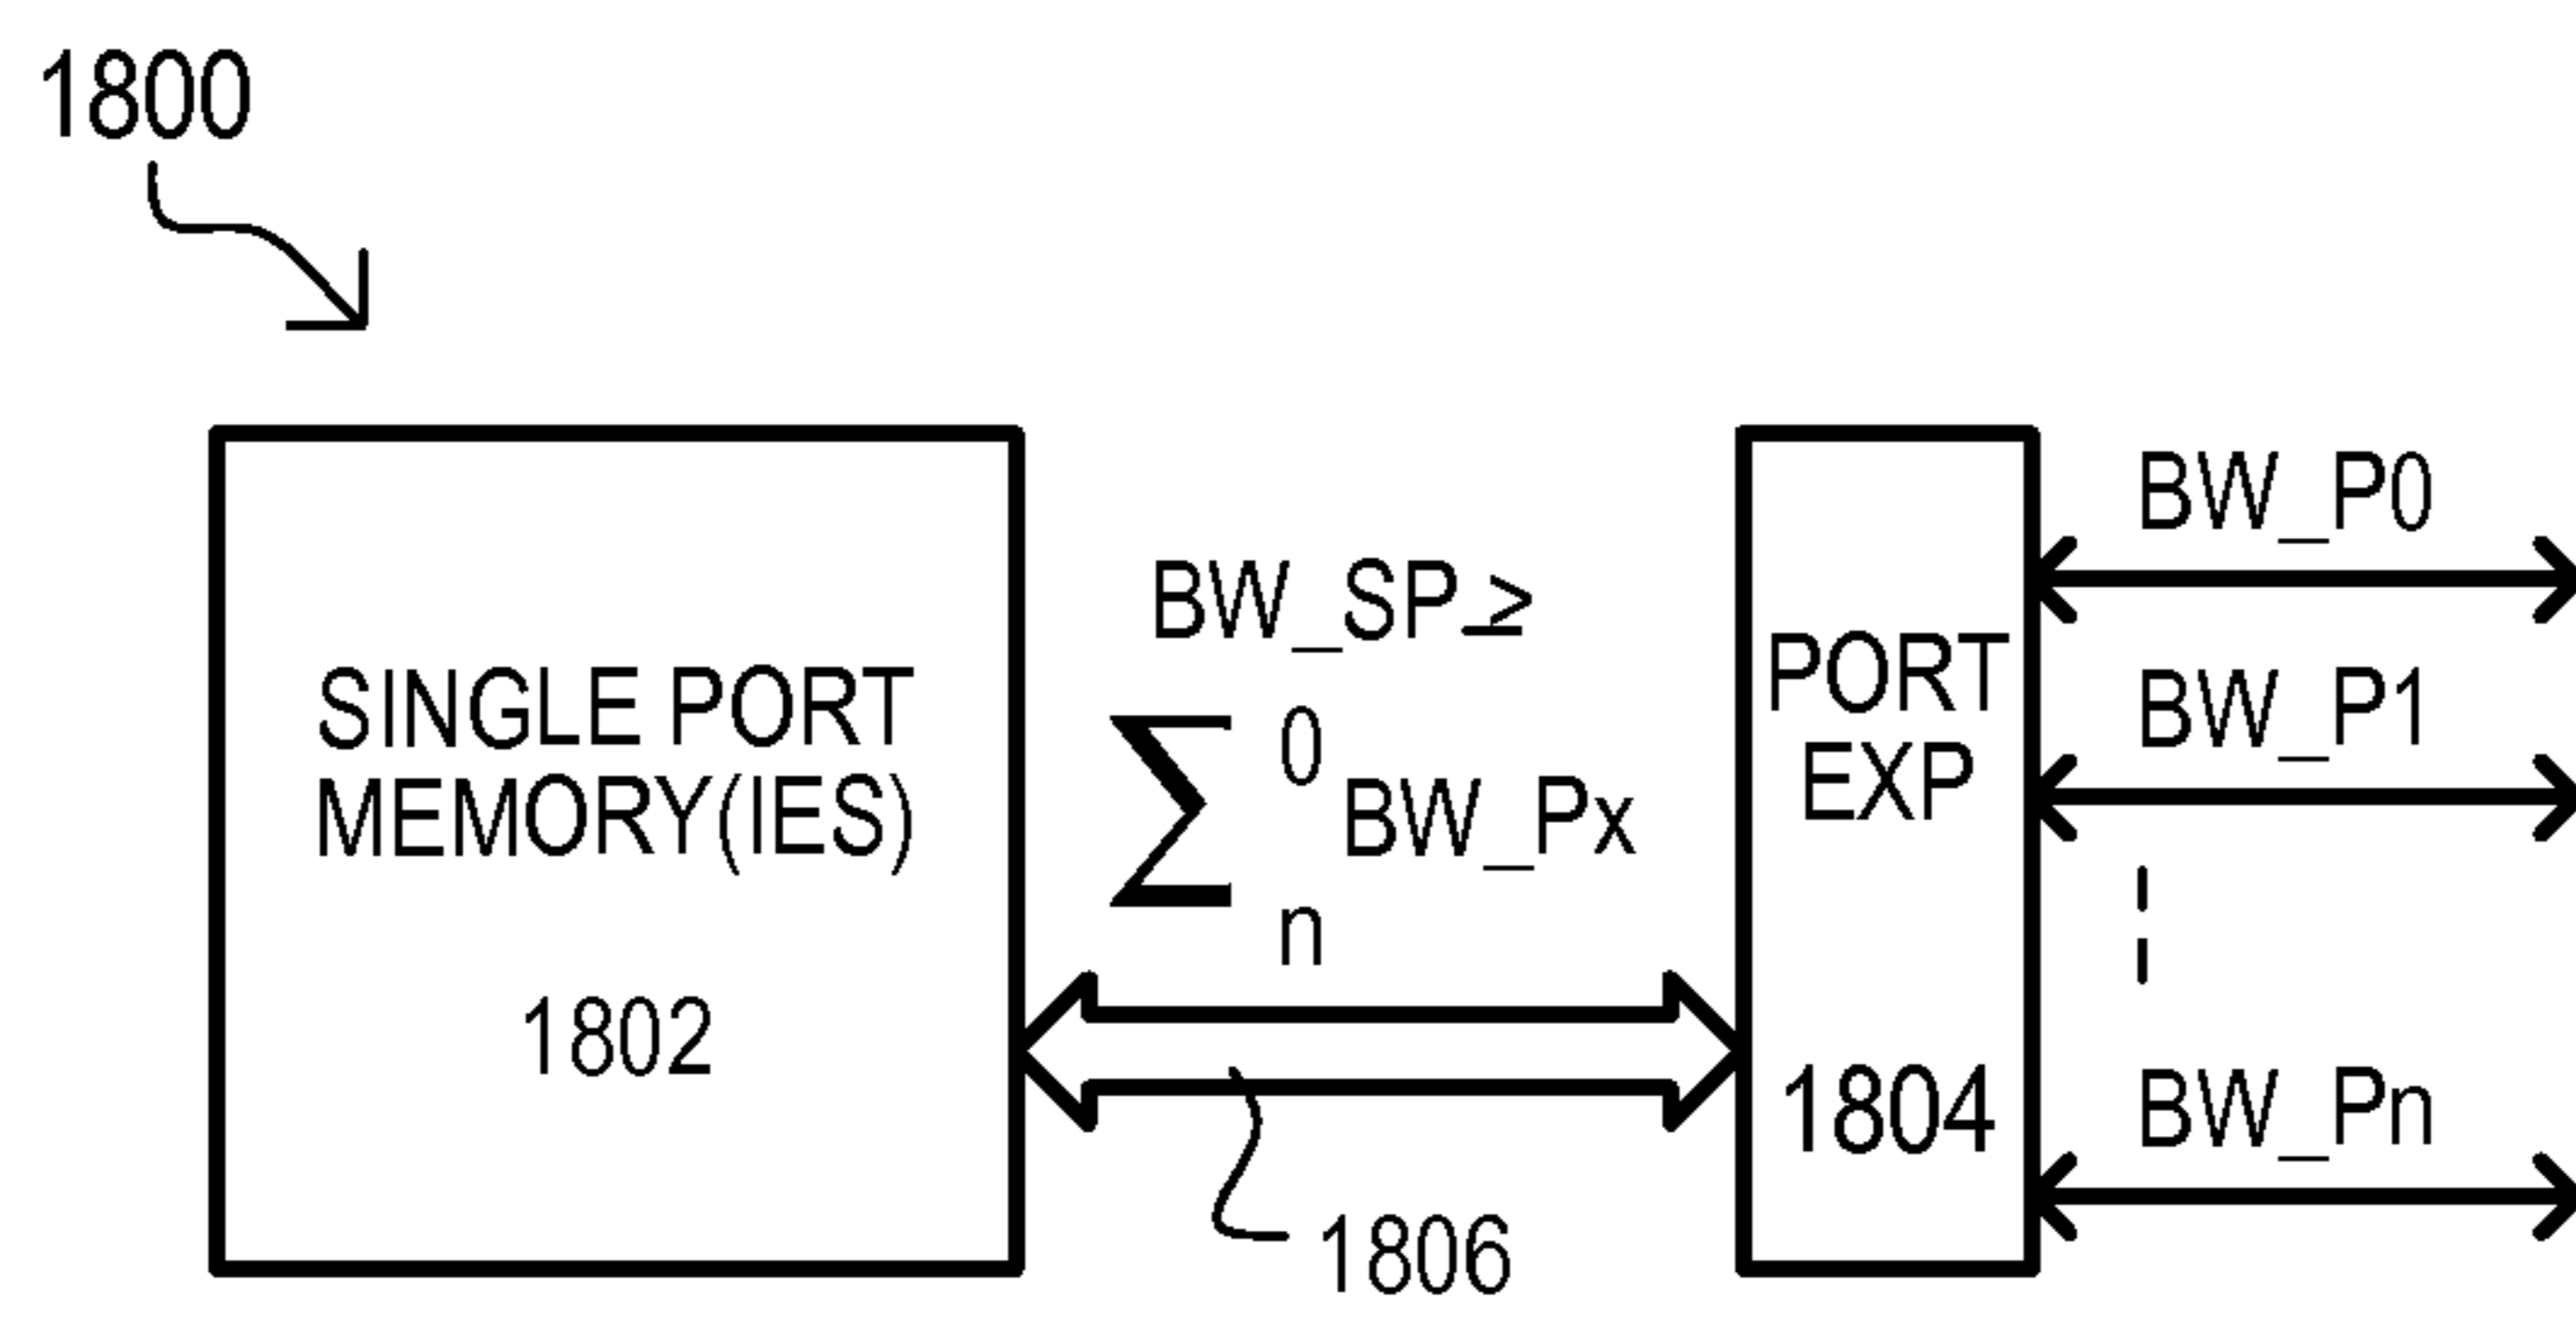 1800
SINGLE PORT
MEMORY(IES)
1802
BW_SP ≥
∑ 0 n BW_Px
1806
PORT
EXP
1804
BW_P0
BW_P1
BW_Pn